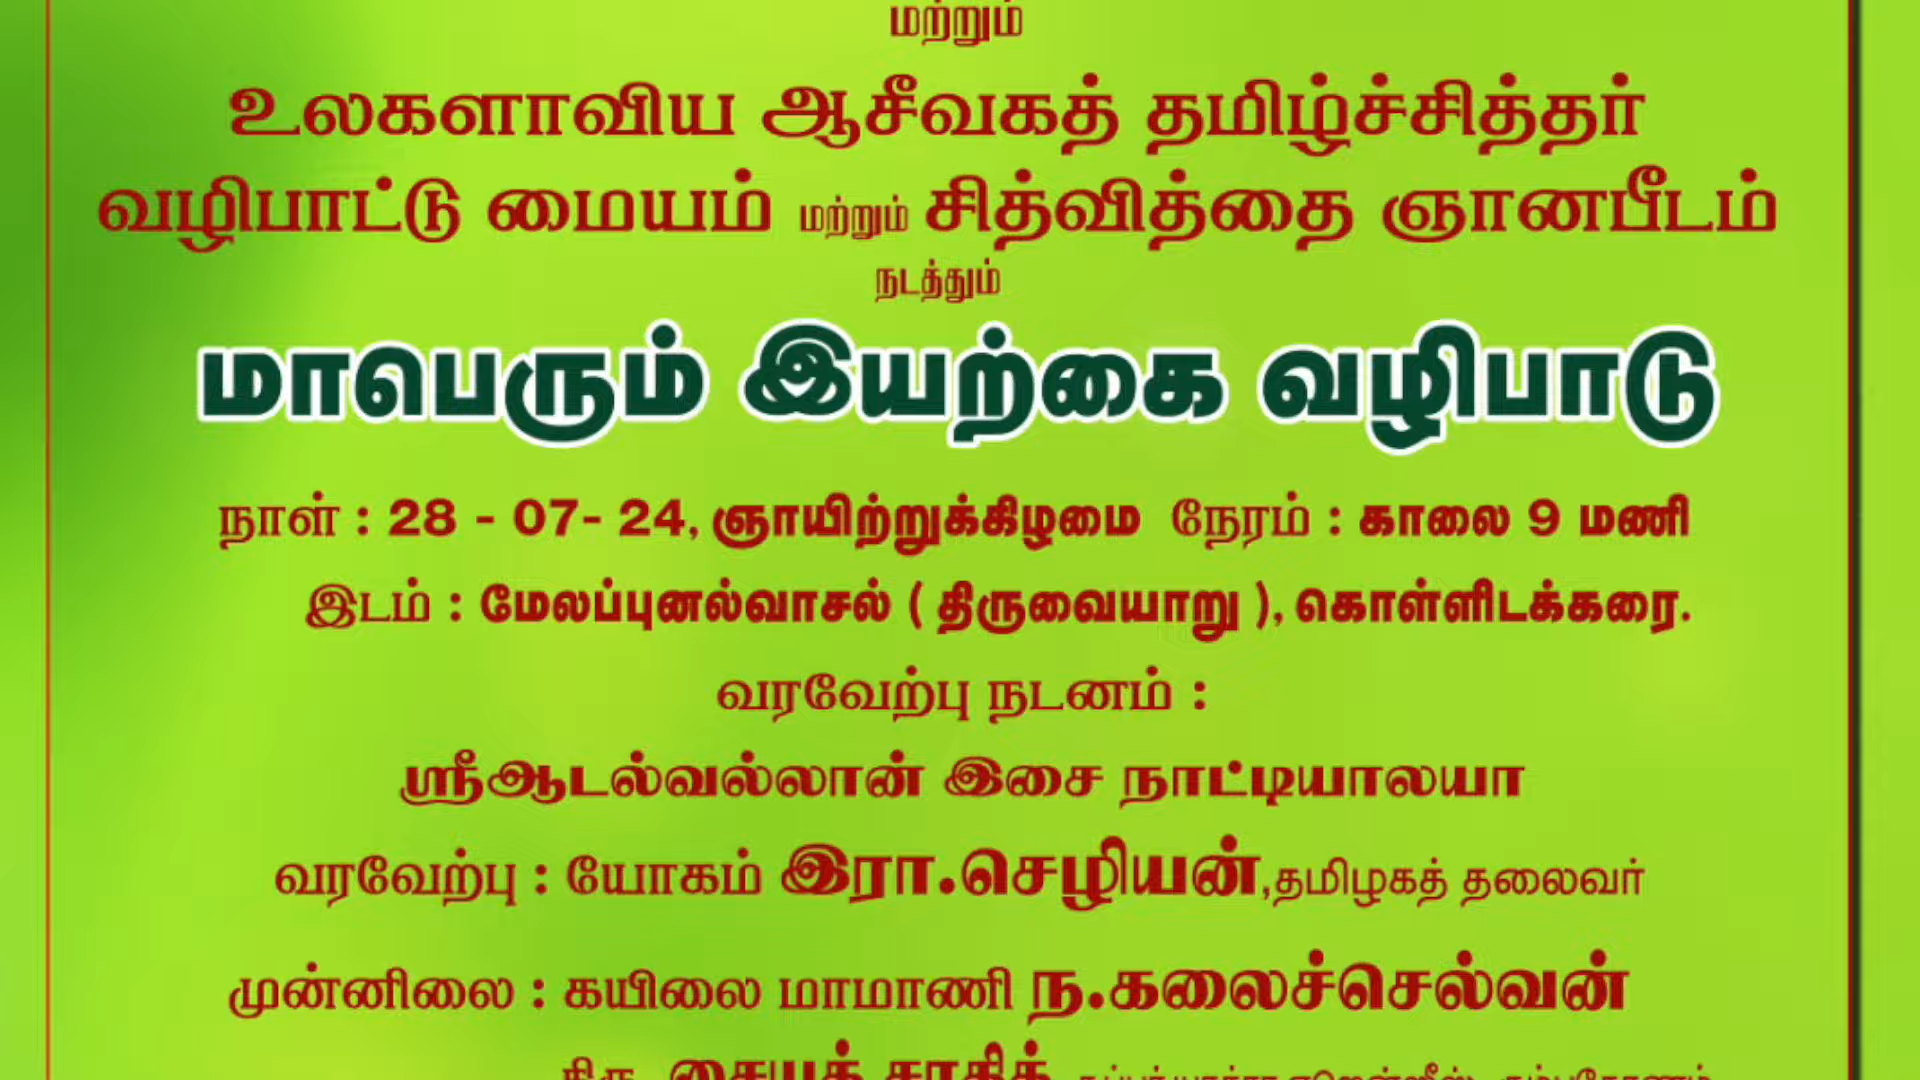 மற்றும்
உலகளாவிய ஆசீவகத் தமிழ்ச்சித்தர்
வழிபாட்டு மையம் மற்றும் சித்வித்தை ஞானபீடம்
நடத்தும்
மாபெரும் இயற்கை வழிபாடு
நாள் : 28 - 07- 24, ஞாயிற்றுக்கிழமை நேரம் : காலை 9 மணி
இடம் : மேலப்புனல்வாசல் ( திருவையாறு ), கொள்ளிடக்கரை.
வரவேற்பு நடனம் :
ஸ்ரீஆடல்வல்லான் இசை நாட்டியாலயா
வரவேற்பு : யோகம் இரா.செழியன்,தமிழகத் தலைவர்
முன்னிலை : கயிலை மாமாணி ந.கலைச்செல்வன்